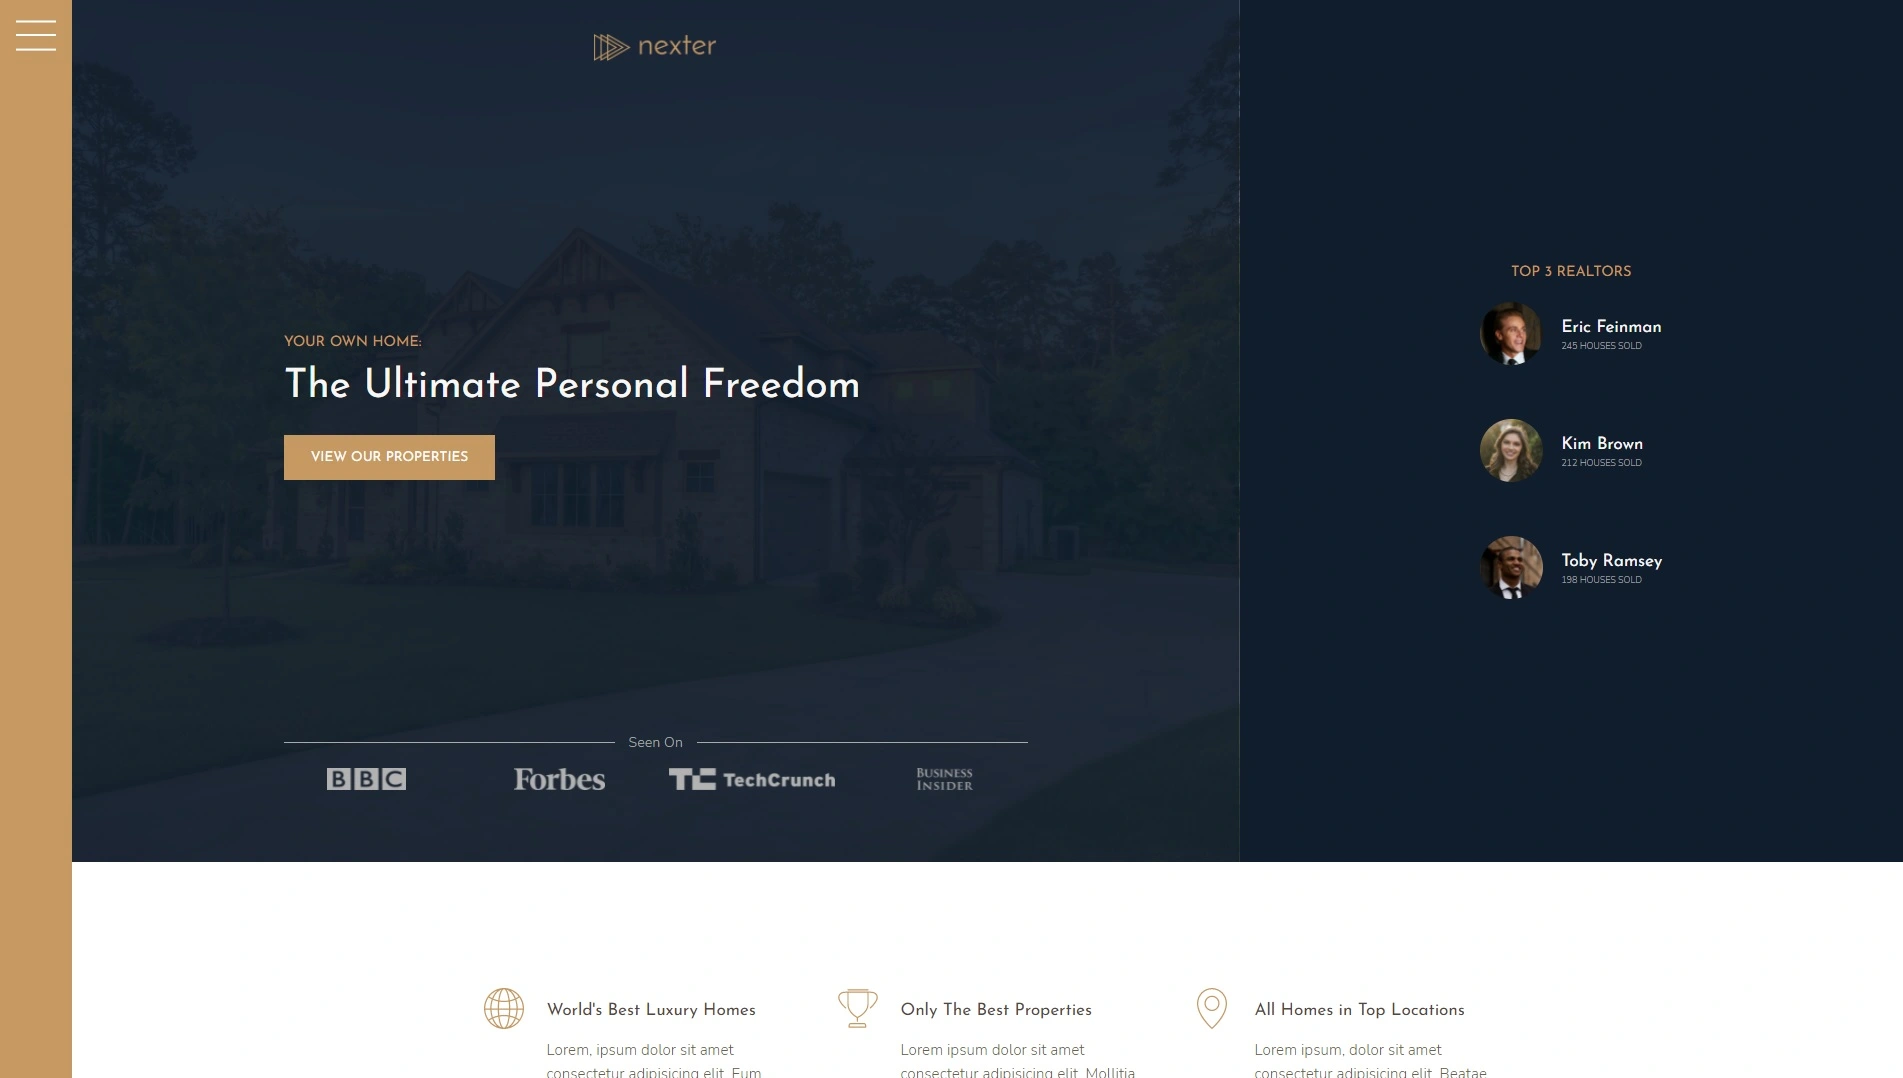 nexter
YOUR OWN HOME:
The Ultimate Personal Freedom
VIEW OUR PROPERTIES
Seen On
BBC
Forbes
TC TechCrunch
BUSINESS
INSIDER
TOP 3 REALTORS
Eric Feinman
245 HOUSES SOLD
Kim Brown
212 HOUSES SOLD
Toby Ramsey
198 HOUSES SOLD
World's Best Luxury Homes
Lorem, ipsum dolor sit amet
consectetur adipisicing elit. Eum
Only The Best Properties
Lorem ipsum dolor sit amet
consectetur adipisicing elit. Mollitia
All Homes in Top Locations
Lorem ipsum, dolor sit amet
consectetur adipisicing elit. Beatae